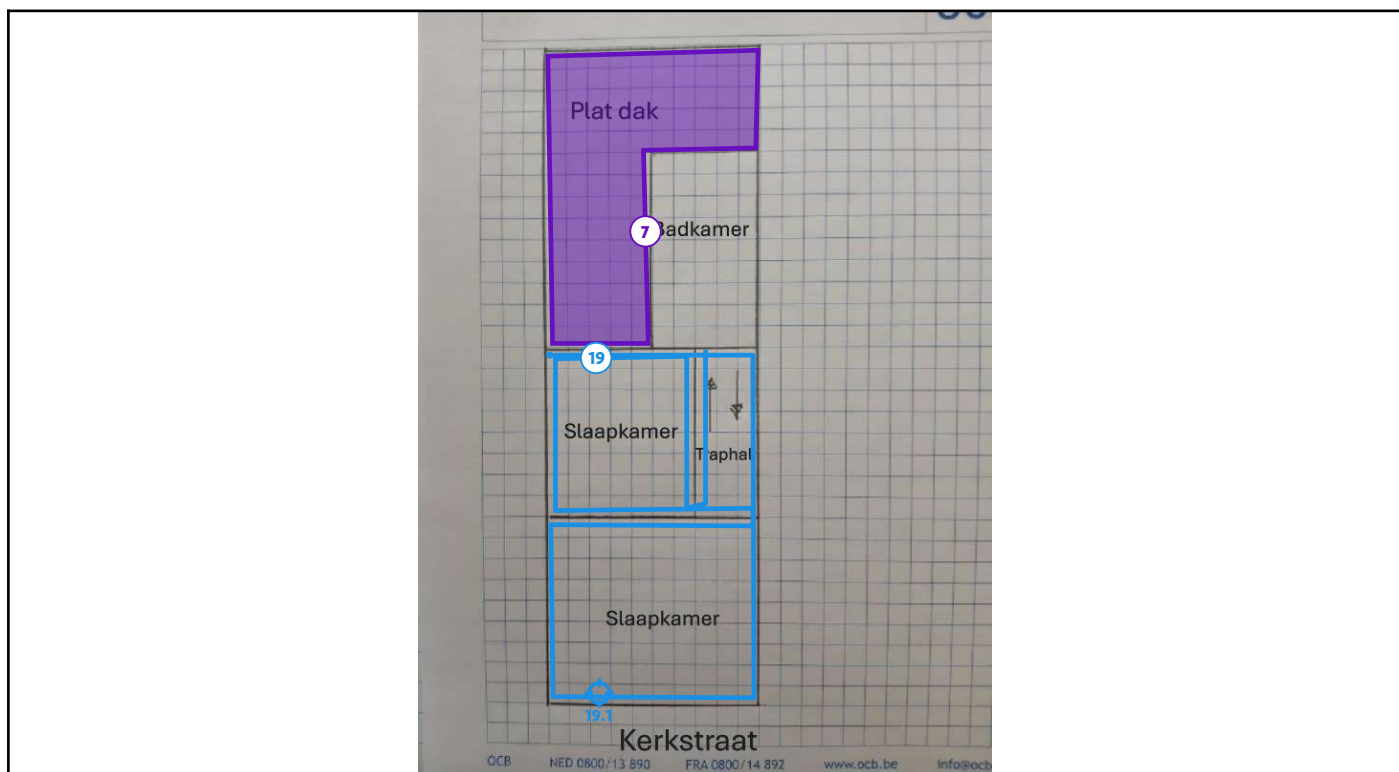 Plat dak
7
Badkamer
19
Slaapkamer
Traphal
Slaapkamer
19.1
Kerkstraat
OCB NED 0800/13 890 FRA 0800/14 892 www.ocb.be info@ocb